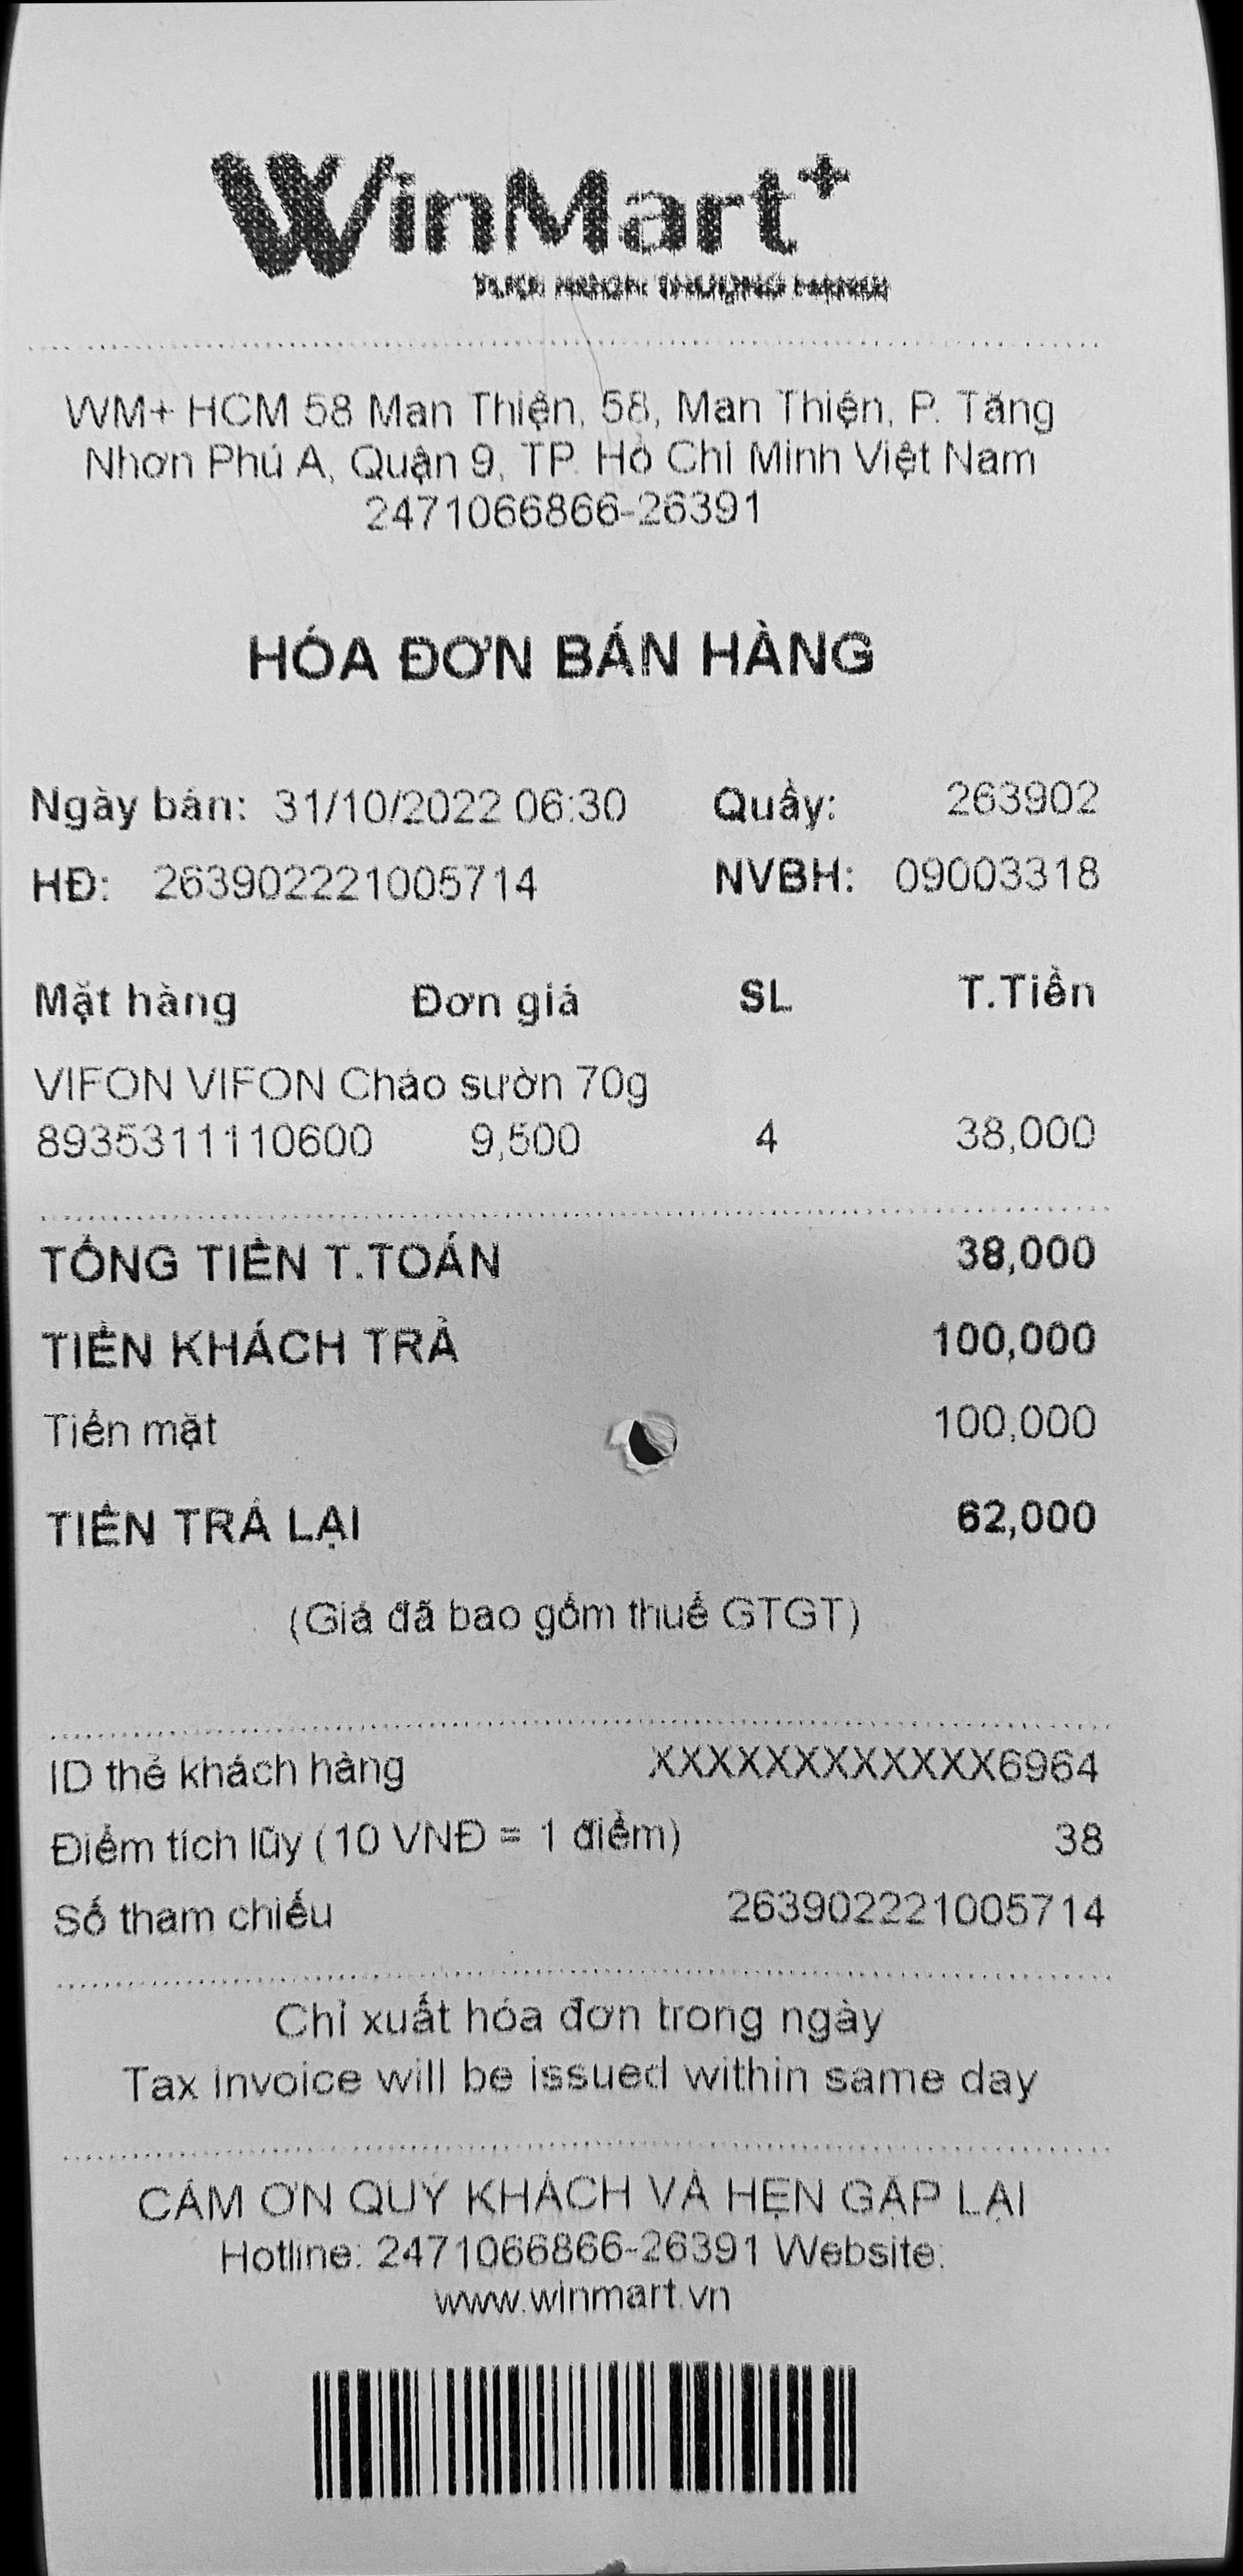 WinMart+
WM+ HCM 58 Man Thiện, 58, Man Thiện, P. Tăng
Nhơn Phú A, Quận 9, TP. Hồ Chí Minh Việt Nam
2471066866-26391
HÓA ĐƠN BÁN HÀNG
Ngày bán: 31/10/2022 06:30 Quầy: 263902
HĐ: 263902221005714 NVBH: 09003318
Mặt hàng Đơn giá SL T.Tiền
VIFON VIFON Cháo sườn 70g
8935311110600 9,500 4 38,000
TỔNG TIỀN T.TOÁN 38,000
TIỀN KHÁCH TRẢ 100,000
Tiền mặt 100,000
TIỀN TRẢ LẠI 62,000
(Giá đã bao gồm thuế GTGT)
ID thẻ khách hàng XXXXXXXXXXXX6964
Điểm tích lũy (10 VNĐ = 1 điểm) 38
Số tham chiếu 263902221005714
Chỉ xuất hóa đơn trong ngày
Tax invoice will be issued within same day
CẢM ƠN QUÝ KHÁCH VÀ HẸN GẶP LẠI
Hotline: 2471066866-26391 Website:
www.winmart.vn